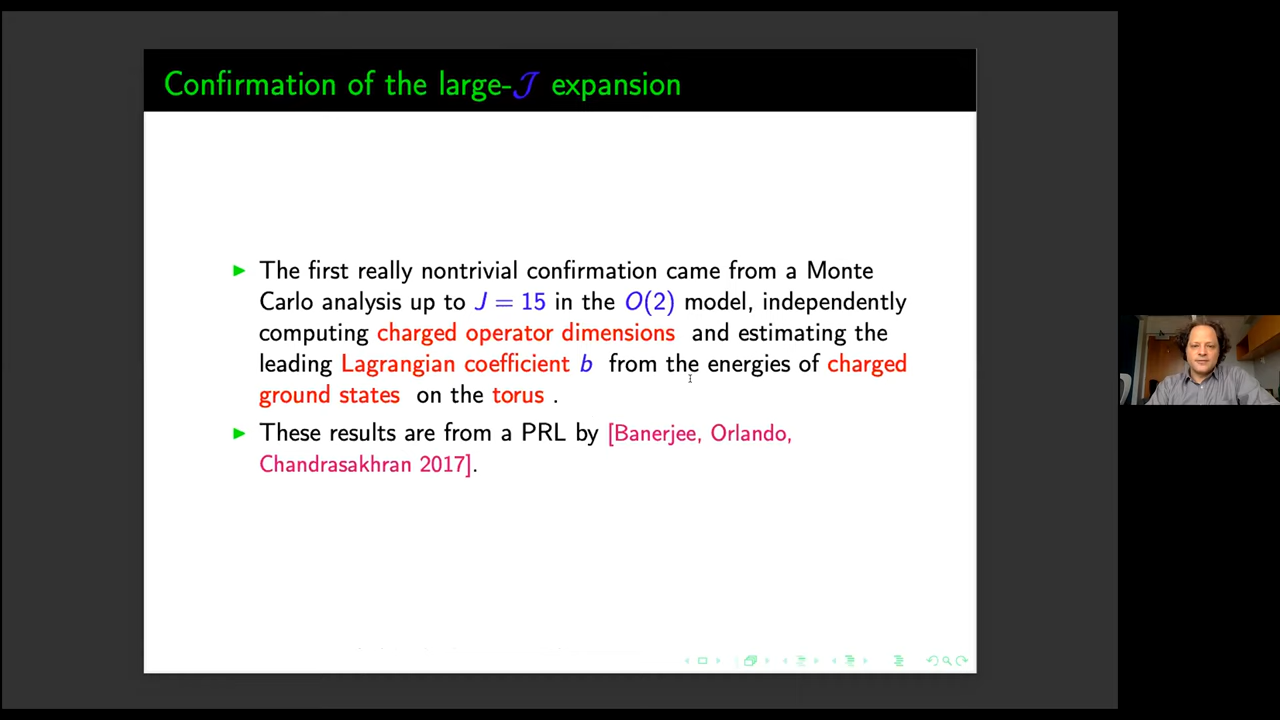 Confirmation of the large-𝒥 expansion
▶ The first really nontrivial confirmation came from a Monte
Carlo analysis up to J = 15 in the O(2) model, independently
computing charged operator dimensions and estimating the
leading Lagrangian coefficient b from the energies of charged
ground states on the torus .
▶ These results are from a PRL by [Banerjee, Orlando,
Chandrasakhran 2017].